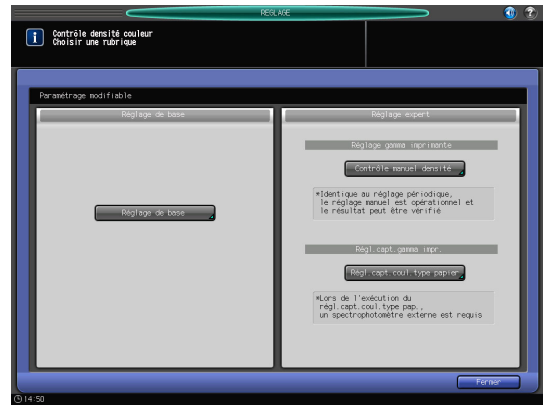 REGLAGE
Contrôle densité couleur
Choisir une rubrique
Paramétrage modifiable
Réglage de base
Réglage de base
Réglage expert
Réglage gamma imprimante
Contrôle manuel densité
*Identique au réglage périodique,
le réglage manuel est opérationnel et
le résultat peut être vérifié
Régl.capt.gamma impr.
Régl.capt.coul.type papier
*Lors de l'exécution du
régl.capt.coul.type pap.,
un spectrophotomètre externe est requis
Fermer
14:50